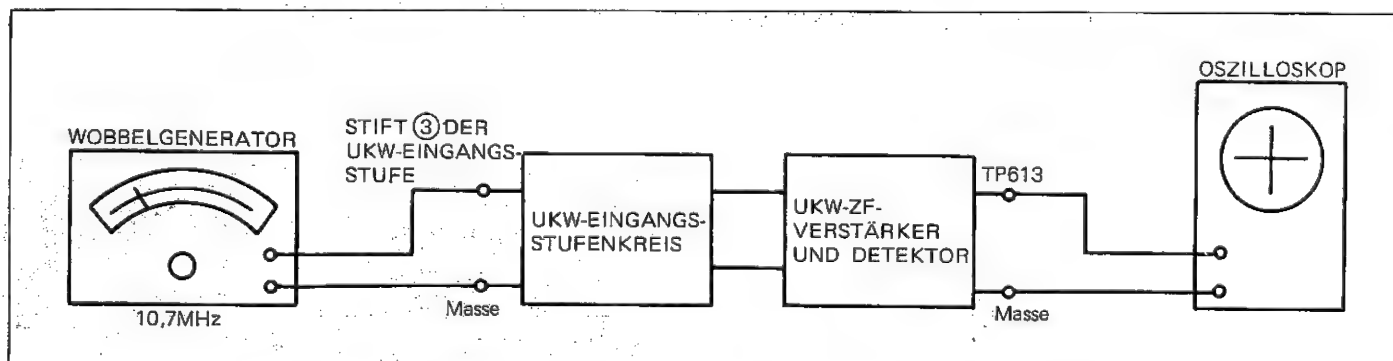 OSZILLOSKOP
WOBBELGENERATOR
STIFT ③ DER
UKW-EINGANGS-
STUFE
UKW-EINGANGS-
STUFENKREIS
UKW-ZF-
VERSTÄRKER
UND DETEKTOR
TP613
Masse
Masse
10,7MHz